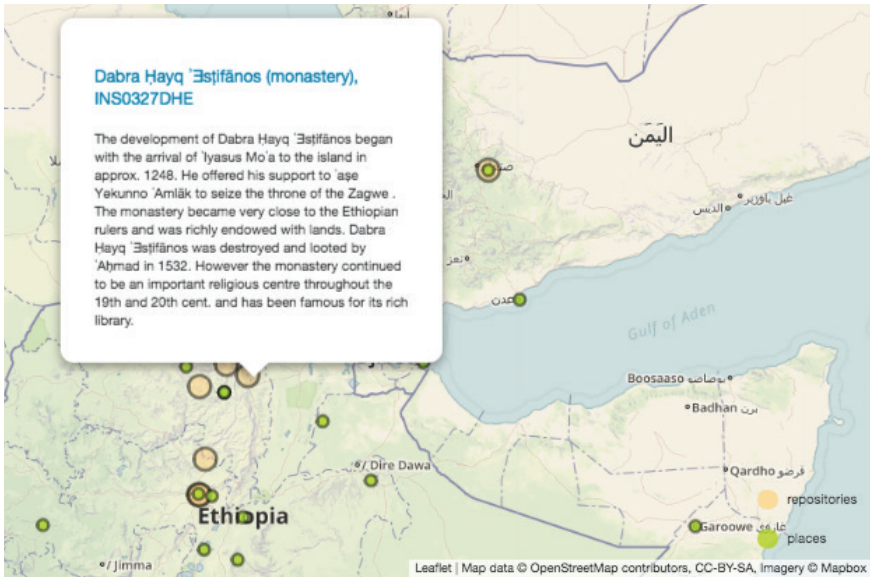 أبها
Dabra Ḥayq ʾƎsṭifānos (monastery),
INS0327DHE
The development of Dabra Ḥayq ʾƎsṭifānos began
with the arrival of ʾIyasus Moʾa to the island in
approx. 1248. He offered his support to ʿaṣe
Yəkunno ʾAmlāk to seize the throne of the Zagwe .
The monastery became very close to the Ethiopian
rulers and was richly endowed with lands. Dabra
Ḥayq ʾƎsṭifānos was destroyed and looted by
ʾAḥmad in 1532. However the monastery continued
to be an important religious centre throughout the
19th and 20th cent. and has been famous for its rich
library.
اليَمَن
غيل باوزير
الديس
تعز
عدن
Gulf of Aden
Boosaaso بوصاصو
Badhan برن
Dire Dawa
Qardho قرضو
repositories
Ethiopia
Garoowe غاروي
places
/ Jimma
Leaflet | Map data © OpenStreetMap contributors, CC-BY-SA, Imagery © Mapbox